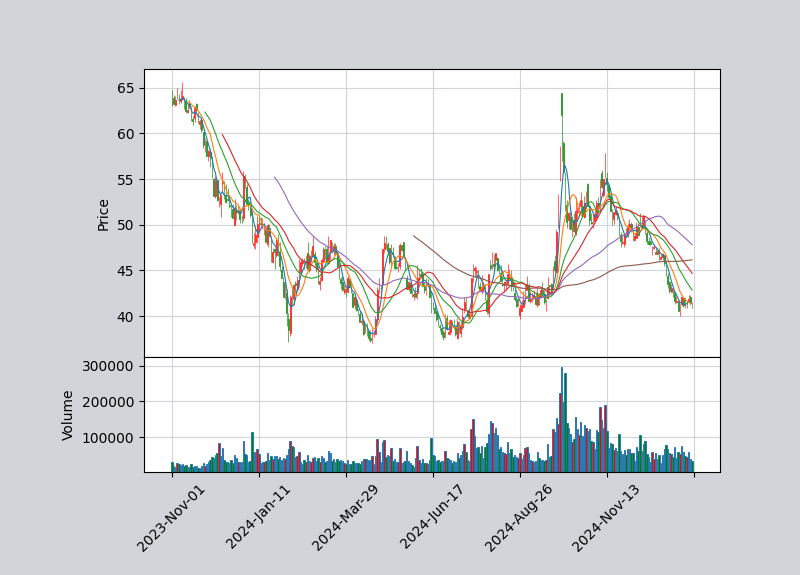 65
60
55
50
45
40
Price
300000
200000
100000
Volume
2023-Nov-01
2024-Jan-11
2024-Mar-29
2024-Jun-17
2024-Aug-26
2024-Nov-13